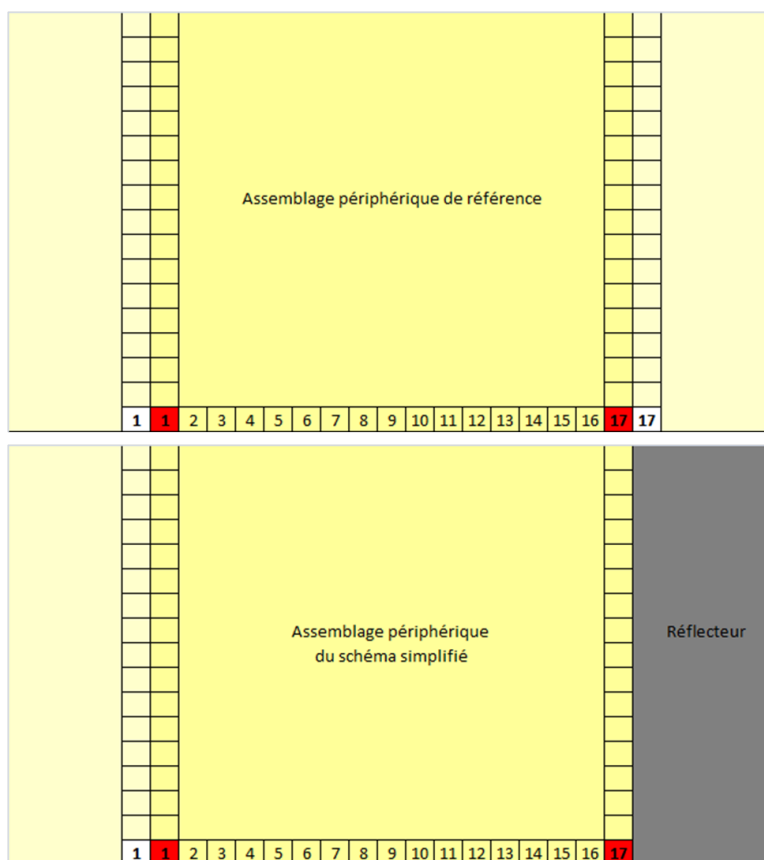 Assemblage périphérique de référence
1 1 2 3 4 5 6 7 8 9 10 11 12 13 14 15 16 17 17
Assemblage périphérique
du schéma simplifié
Réflecteur
1 1 2 3 4 5 6 7 8 9 10 11 12 13 14 15 16 17